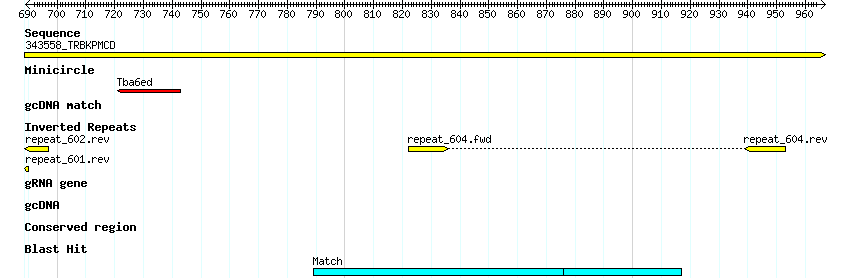 690 700 710 720 730 740 750 760 770 780 790 800 810 820 830 840 850 860 870 880 890 900 910 920 930 940 950 960
Sequence
343558_TRBKPMCD
Minicircle
Tba6ed
gcDNA match
Inverted Repeats
repeat_602.rev repeat_604.fwd repeat_604.rev
repeat_601.rev
gRNA gene
gcDNA
Conserved region
Blast Hit
Match